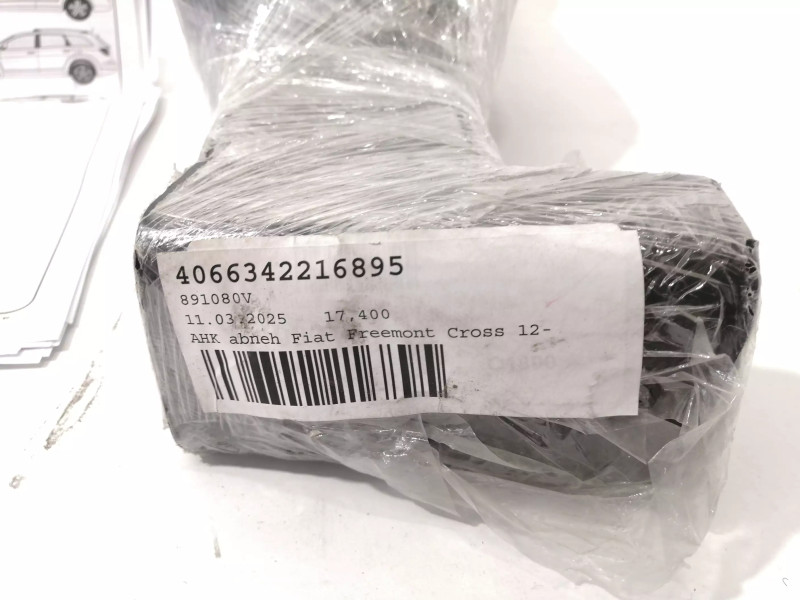 4066342216895
891080V
11.03.2025 17,400
AHK abneh Fiat Freemont Cross 12-